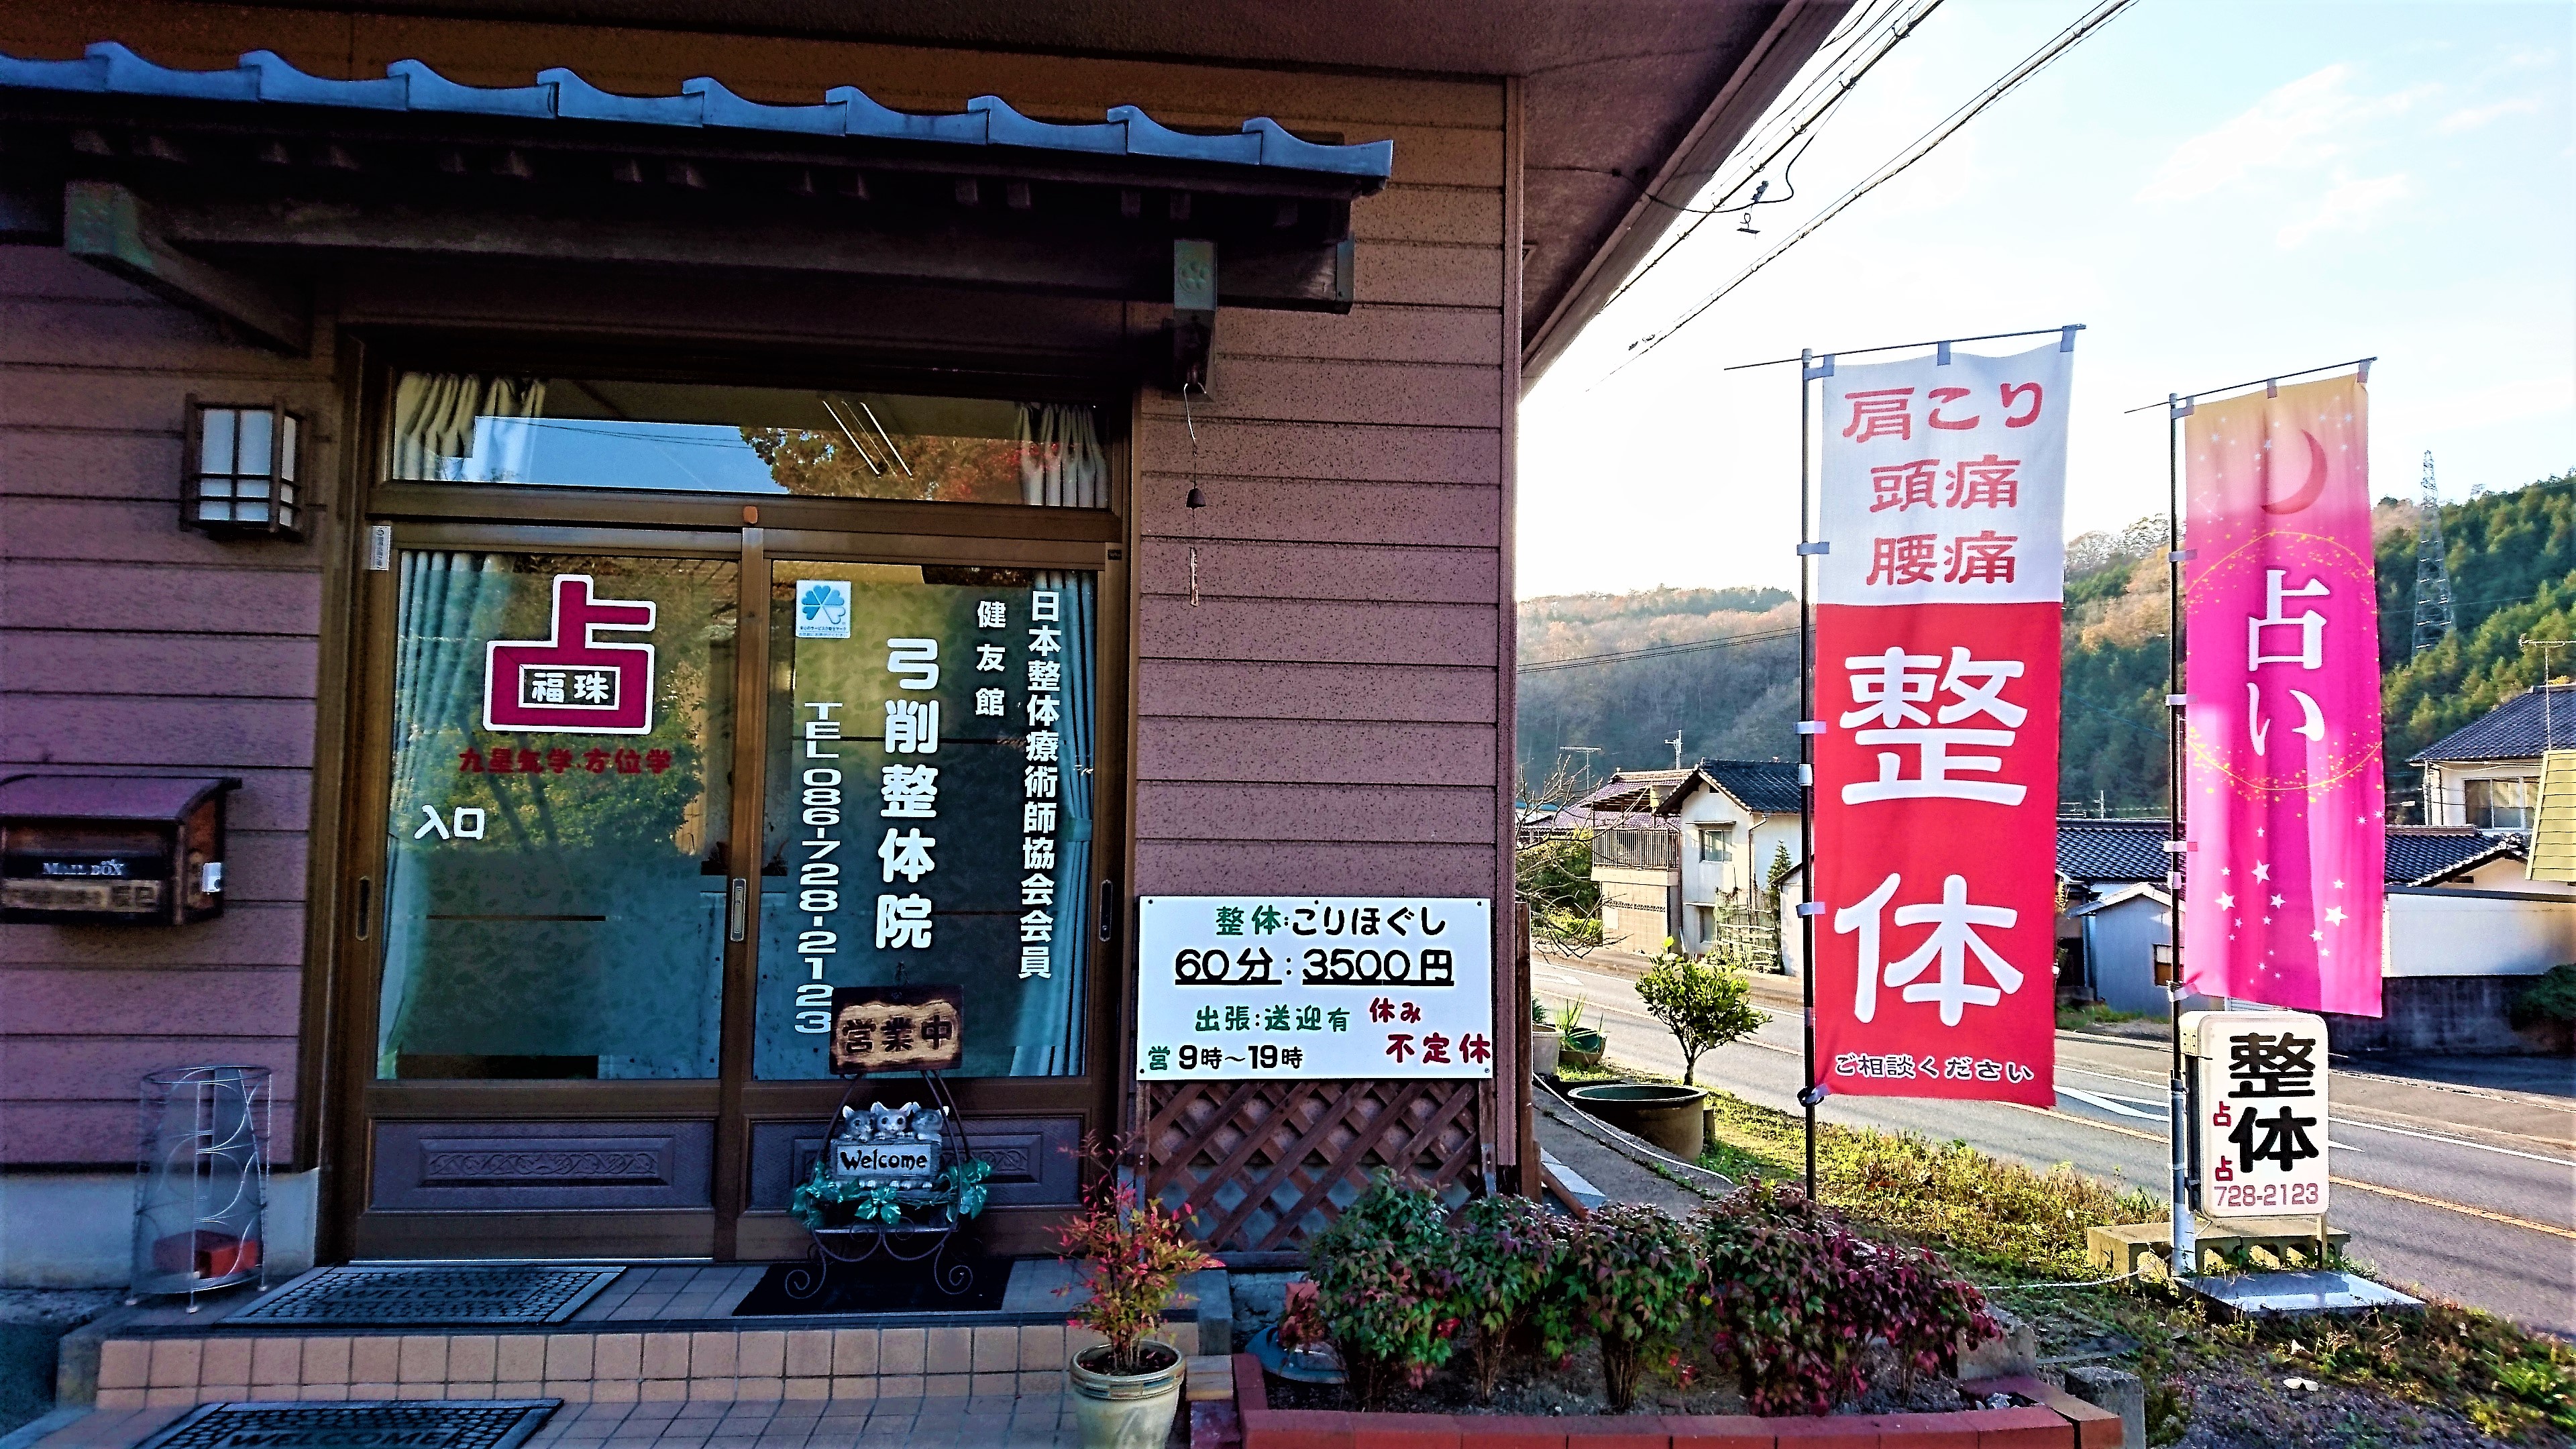 占
福珠
九星気学.方位学
入口
日本整体療術師協会会員
健友館
弓削整体院
TEL 086-728-2123
営業中
Welcome
MAIL BOX
整体:こりほぐし
60分:3500円
出張:送迎有 休み
営 9時〜19時 不定休
肩こり
頭痛
腰痛
整体
ご相談ください
占い
整体
占
占
728-2123
WELCOME